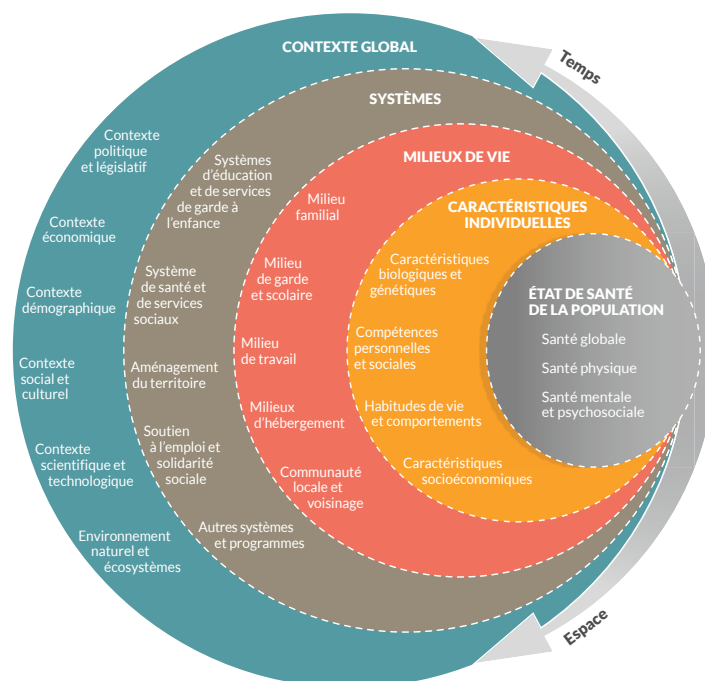 CONTEXTE GLOBAL
Temps
SYSTÈMES
MILIEUX DE VIE
CARACTÉRISTIQUES
INDIVIDUELLES
ÉTAT DE SANTÉ
DE LA POPULATION
Santé globale
Santé physique
Santé mentale
et psychosociale
Contexte
politique
et législatif
Contexte
économique
Contexte
démographique
Contexte
social et
culturel
Contexte
scientifique et
technologique
Environnement
naturel et
écosystèmes
Systèmes
d'éducation
et de services
de garde à
l'enfance
Système
de santé et
de services
sociaux
Aménagement
du territoire
Soutien
à l'emploi et
solidarité
sociale
Autres systèmes
et programmes
Milieu
familial
Milieu
de garde
et scolaire
Milieu
de travail
Milieux
d'hébergement
Communauté
locale et
voisinage
Caractéristiques
biologiques et
génétiques
Compétences
personnelles
et sociales
Habitudes de vie
et comportements
Caractéristiques
socioéconomiques
Espace